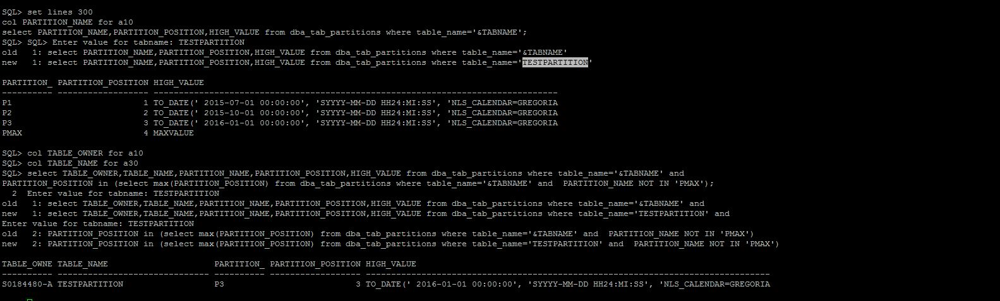 SQL> set lines 300
col PARTITION_NAME for a10
select PARTITION_NAME,PARTITION_POSITION,HIGH_VALUE from dba_tab_partitions where table_name='&TABNAME';
SQL> SQL> Enter value for tabname: TESTPARTITION
old   1: select PARTITION_NAME,PARTITION_POSITION,HIGH_VALUE from dba_tab_partitions where table_name='&TABNAME'
new   1: select PARTITION_NAME,PARTITION_POSITION,HIGH_VALUE from dba_tab_partitions where table_name='TESTPARTITION'
PARTITION_ PARTITION_POSITION HIGH_VALUE
---------- ------------------ --------------------------------------------------------------------------------
P1                          1 TO_DATE(' 2015-07-01 00:00:00', 'SYYYY-MM-DD HH24:MI:SS', 'NLS_CALENDAR=GREGORIA
P2                          2 TO_DATE(' 2015-10-01 00:00:00', 'SYYYY-MM-DD HH24:MI:SS', 'NLS_CALENDAR=GREGORIA
P3                          3 TO_DATE(' 2016-01-01 00:00:00', 'SYYYY-MM-DD HH24:MI:SS', 'NLS_CALENDAR=GREGORIA
PMAX                        4 MAXVALUE
SQL> col TABLE_OWNER for a10
SQL> col TABLE_NAME for a30
SQL> select TABLE_OWNER,TABLE_NAME,PARTITION_NAME,PARTITION_POSITION,HIGH_VALUE from dba_tab_partitions where table_name='&TABNAME' and
PARTITION_POSITION in (select max(PARTITION_POSITION) from dba_tab_partitions where table_name='&TABNAME' and  PARTITION_NAME NOT IN 'PMAX');
  2  Enter value for tabname: TESTPARTITION
old   1: select TABLE_OWNER,TABLE_NAME,PARTITION_NAME,PARTITION_POSITION,HIGH_VALUE from dba_tab_partitions where table_name='&TABNAME' and
new   1: select TABLE_OWNER,TABLE_NAME,PARTITION_NAME,PARTITION_POSITION,HIGH_VALUE from dba_tab_partitions where table_name='TESTPARTITION' and
Enter value for tabname: TESTPARTITION
old   2: PARTITION_POSITION in (select max(PARTITION_POSITION) from dba_tab_partitions where table_name='&TABNAME' and  PARTITION_NAME NOT IN 'PMAX')
new   2: PARTITION_POSITION in (select max(PARTITION_POSITION) from dba_tab_partitions where table_name='TESTPARTITION' and  PARTITION_NAME NOT IN 'PMAX')
TABLE_OWNE TABLE_NAME                     PARTITION_ PARTITION_POSITION HIGH_VALUE
---------- ------------------------------ ---------- ------------------ --------------------------------------------------------------------------------
S0184480-A TESTPARTITION                  P3                          3 TO_DATE(' 2016-01-01 00:00:00', 'SYYYY-MM-DD HH24:MI:SS', 'NLS_CALENDAR=GREGORIA